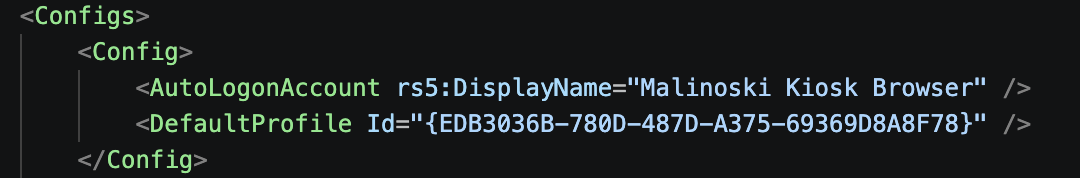 <Configs>
<Config>
<AutoLogonAccount rs5:DisplayName="Malinoski Kiosk Browser" />
<DefaultProfile Id="{EDB3036B-780D-487D-A375-69369D8A8F78}" />
</Config>